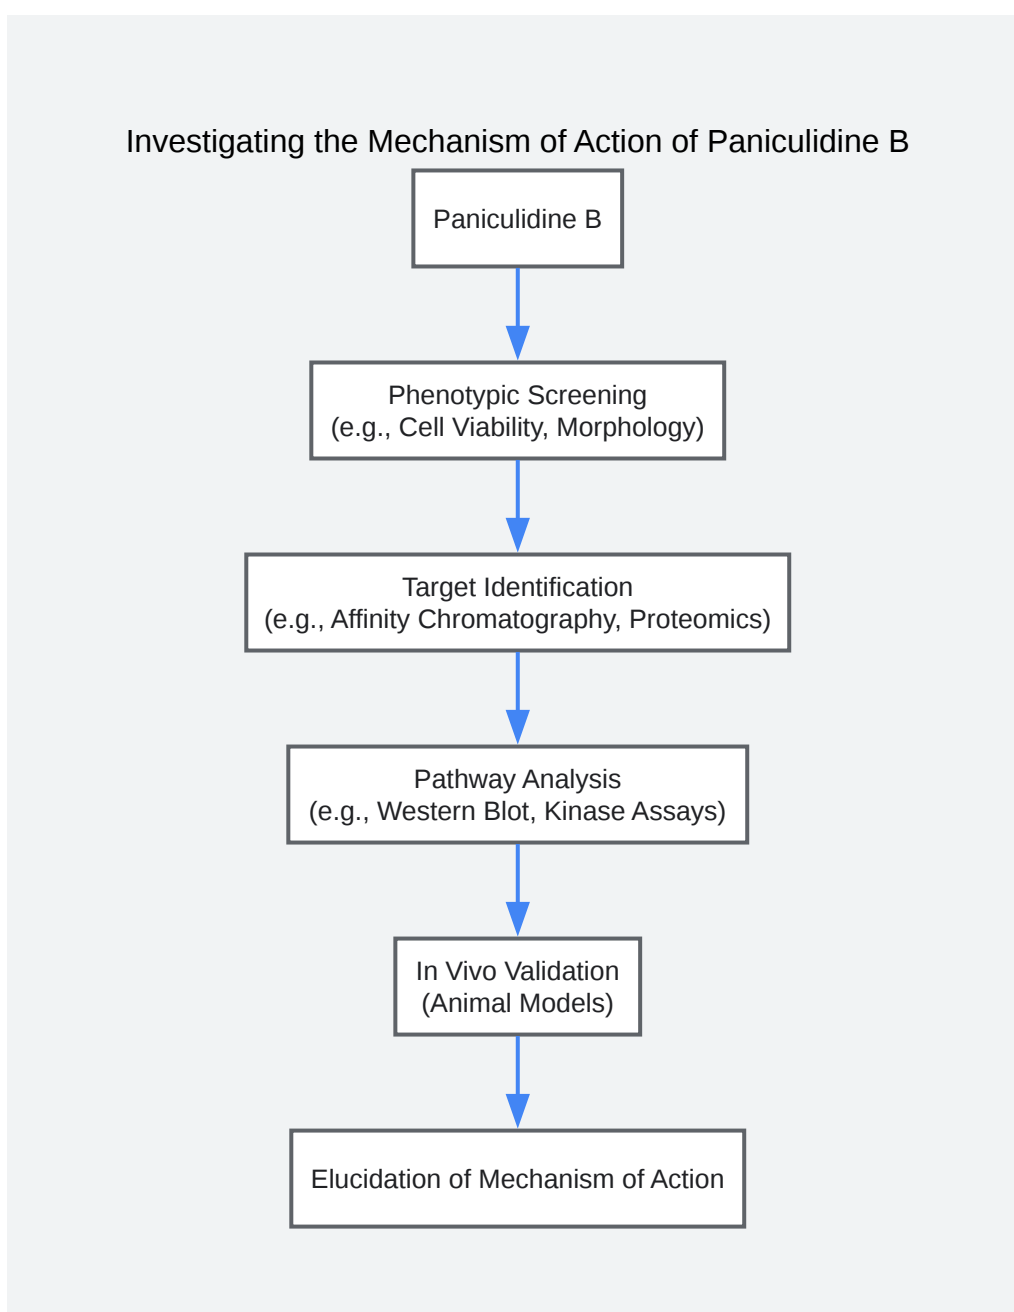 Investigating the Mechanism of Action of Paniculidine B
Paniculidine B
Phenotypic Screening
(e.g., Cell Viability, Morphology)
Target Identification
(e.g., Affinity Chromatography, Proteomics)
Pathway Analysis
(e.g., Western Blot, Kinase Assays)
In Vivo Validation
(Animal Models)
Elucidation of Mechanism of Action